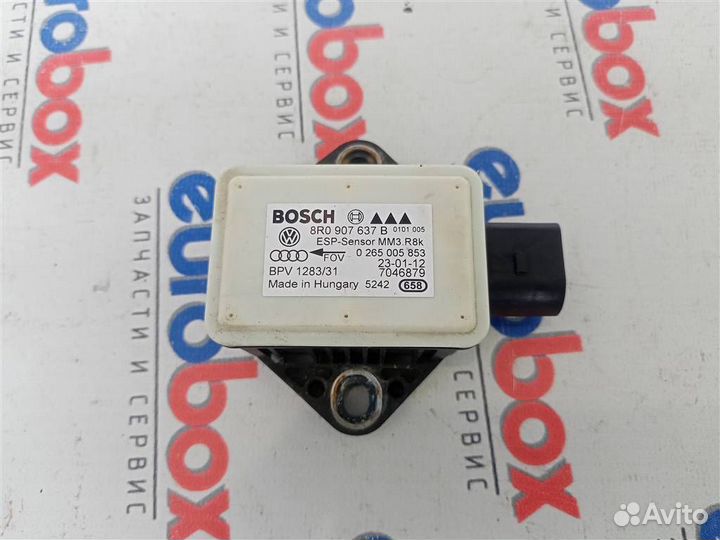 BOSCH
8R0 907 637 B 0101 005
ESP-Sensor MM3.R8k
FOV 0 265 005 853
23-01-12
BPV 1283/31 7046879
Made in Hungary 5242 658
eurobox
ЗАПЧАСТИ И СЕРВИС
Avito